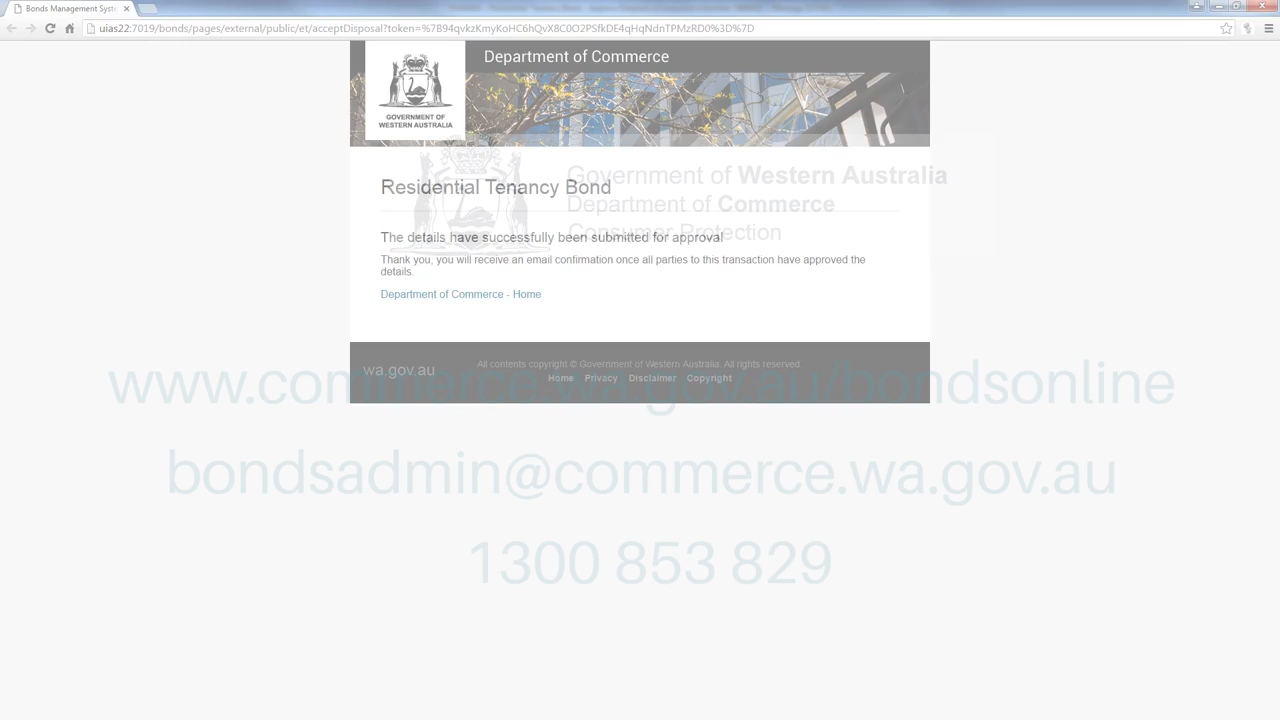 Bonds Management Syst
uias22:7019/bonds/pages/external/public/et/acceptDisposal?token=%7B94qvkzKmyKoHC6hQvX8C0O2PSfkDE4qHqNdnTPMzRD0%3D%7D
Department of Commerce
GOVERNMENT OF
WESTERN AUSTRALIA
Government of Western Australia
Residential Tenancy Bond
Department of Commerce
Consumer Protection
The details have successfully been submitted for approval
Thank you, you will receive an email confirmation once all parties to this transaction have approved the
details.
Department of Commerce - Home
wa.gov.au
All contents copyright © Government of Western Australia. All rights reserved
Home Privacy Disclaimer Copyright
www.commerce.wa.gov.au/bondsonline
bondsadmin@commerce.wa.gov.au
1300 853 829